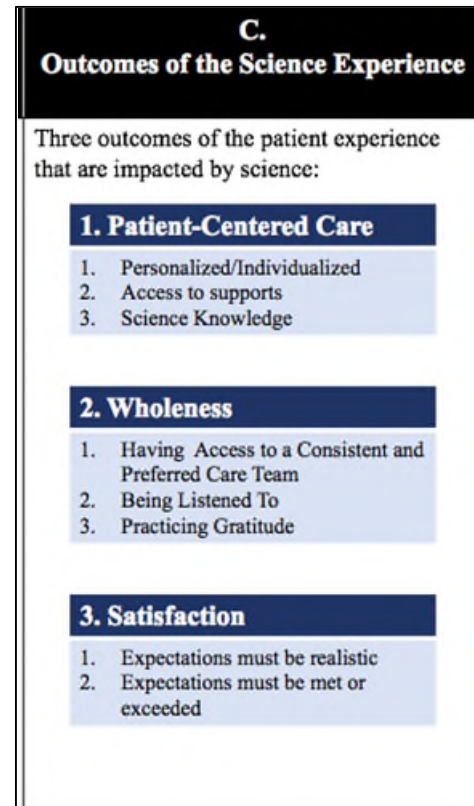 C.
Outcomes of the Science Experience
Three outcomes of the patient experience
that are impacted by science:
1. Patient-Centered Care
1. Personalized/Individualized
2. Access to supports
3. Science Knowledge
2. Wholeness
1. Having Access to a Consistent and
Preferred Care Team
2. Being Listened To
3. Practicing Gratitude
3. Satisfaction
1. Expectations must be realistic
2. Expectations must be met or
exceeded